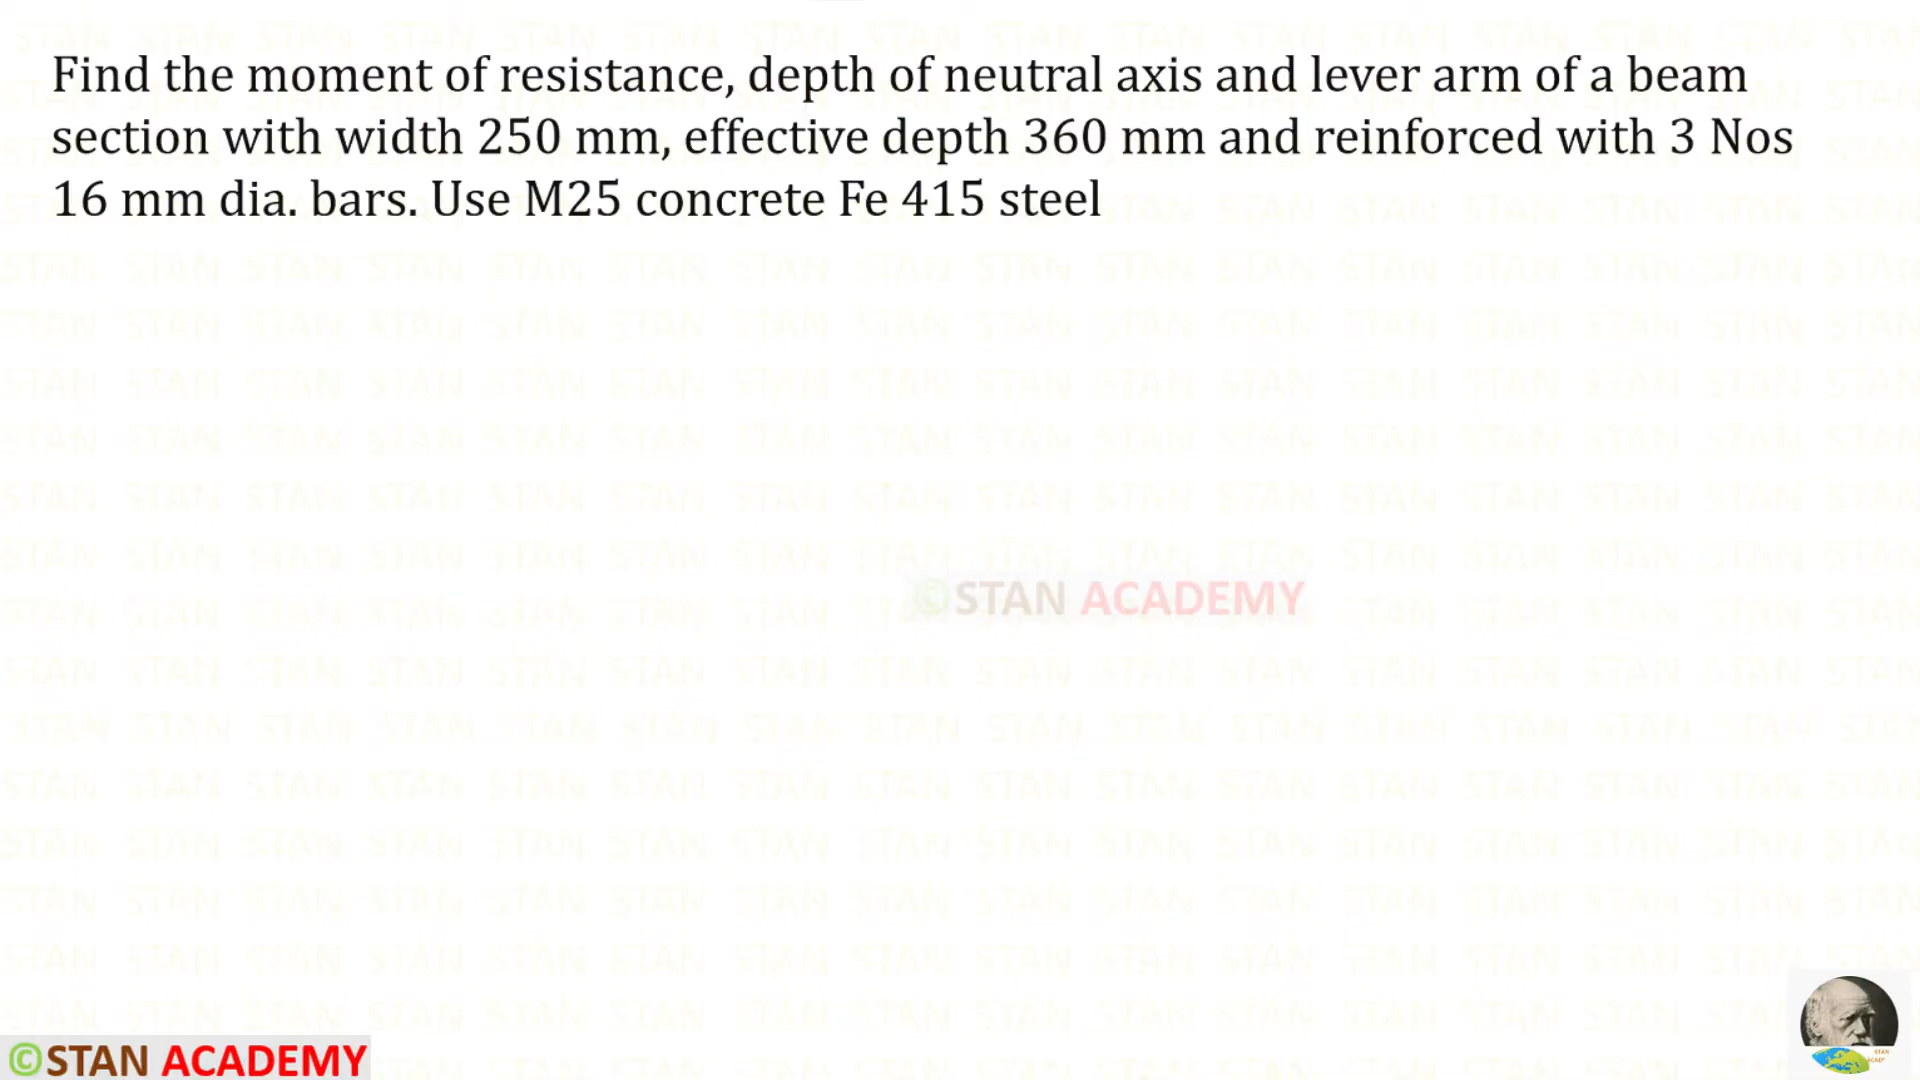 Find the moment of resistance, depth of neutral axis and lever arm of a beam
section with width 250 mm, effective depth 360 mm and reinforced with 3 Nos
16 mm dia. bars. Use M25 concrete Fe 415 steel
©STAN ACADEMY
©STAN ACADEMY